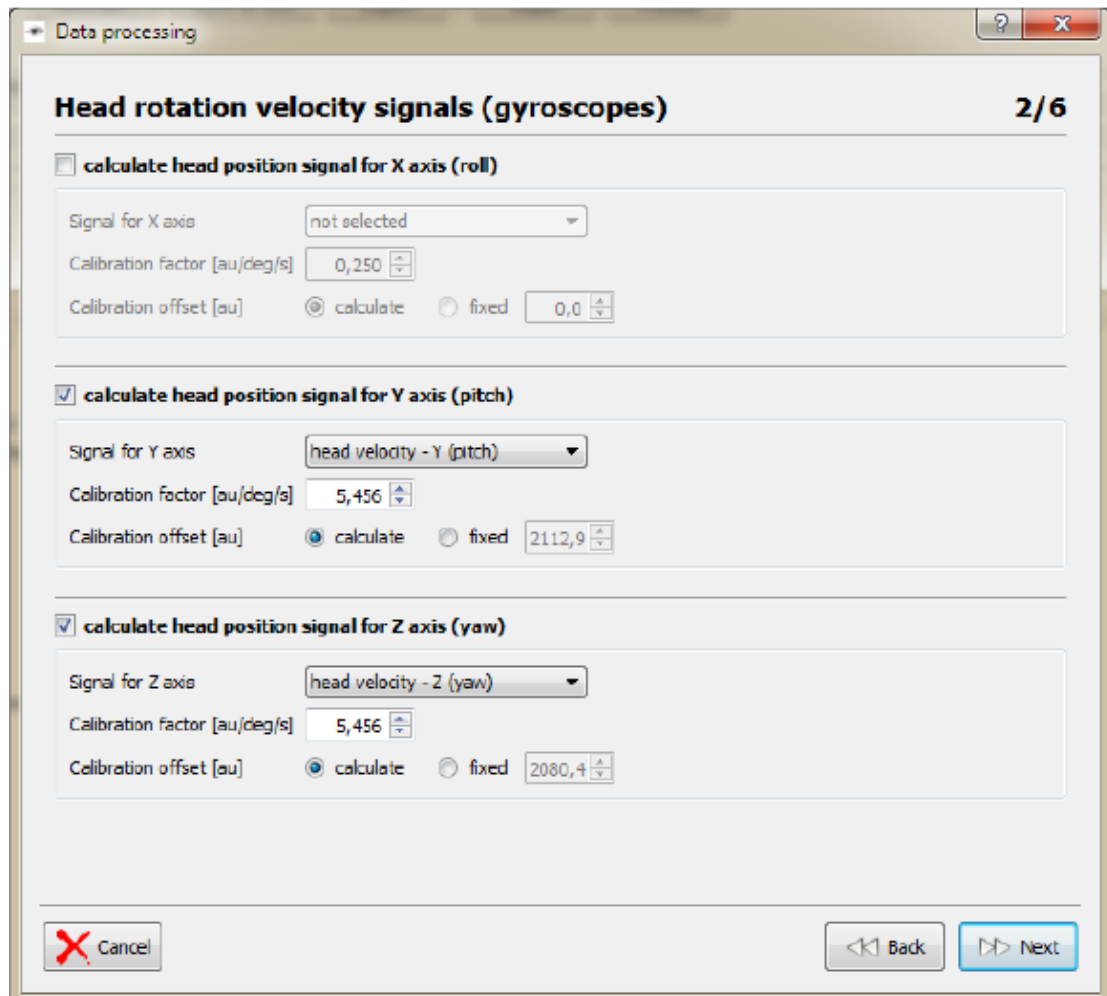 Data processing
?
Head rotation velocity signals (gyroscopes) 2/6
calculate head position signal for X axis (roll)
Signal for X axis not selected
Calibration factor [au/deg/s] 0,250
Calibration offset [au] calculate fixed 0,0
calculate head position signal for Y axis (pitch)
Signal for Y axis head velocity - Y (pitch)
Calibration factor [au/deg/s] 5,456
Calibration offset [au] calculate fixed 2112,9
calculate head position signal for Z axis (yaw)
Signal for Z axis head velocity - Z (yaw)
Calibration factor [au/deg/s] 5,456
Calibration offset [au] calculate fixed 2080,4
Cancel Back Next